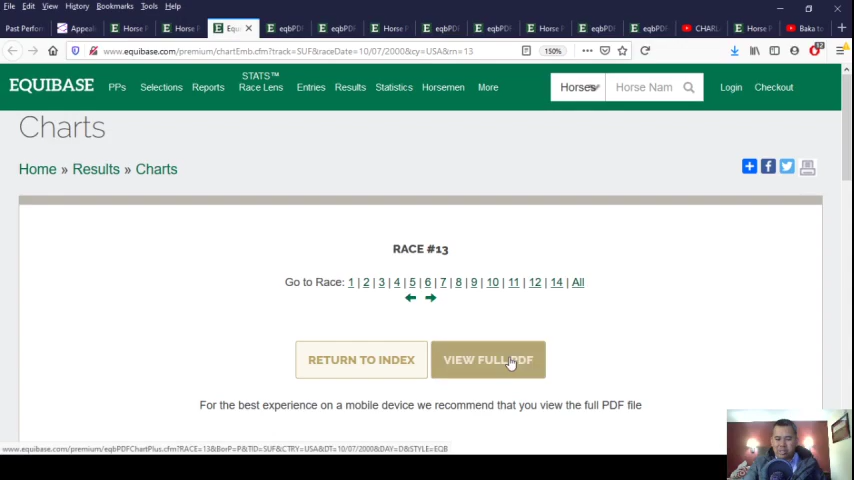 File Edit View History Bookmarks Tools Help
Past Perform Appeal Horse Horse R Equ eqbPD eqbPD Horse P eqbPDF eqbPDF Horse F eqbPDF eqbPDF CHARL Horse R Baka to
www.equibase.com/premium/chartEmb.cfm?track=SUF&raceDate=10/07/2000&cy=USA&rn=13 150%
EQUIBASE PPs Selections Reports STATS™ Race Lens Entries Results Statistics Horsemen More Horses Horse Nam Login Checkout
Charts
Home » Results » Charts
RACE #13
Go to Race: 1 | 2 | 3 | 4 | 5 | 6 | 7 | 8 | 9 | 10 | 11 | 12 | 14 | All
RETURN TO INDEX VIEW FULL PDF
For the best experience on a mobile device we recommend that you view the full PDF file
www.equibase.com/premium/eqbPDFChartPlus.cfm?RACE=13&BorP=P&TID=SUF&CTRY=USA&DT=10/07/2000&DAY=D&STYLE=EQB